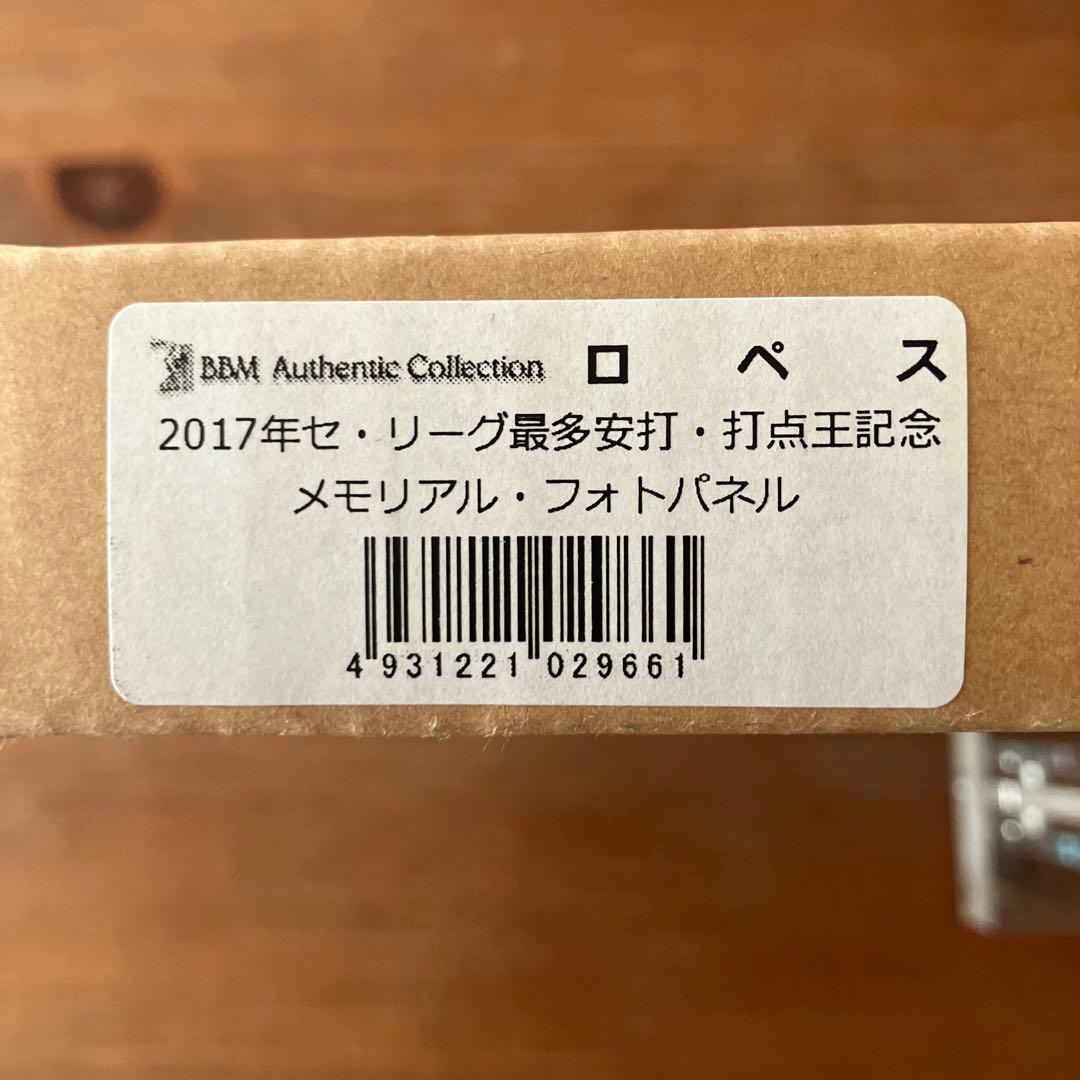 BBM Authentic Collection ロペス
2017年セ・リーグ最多安打・打点王記念
メモリアル・フォトパネル
4 931221 029661